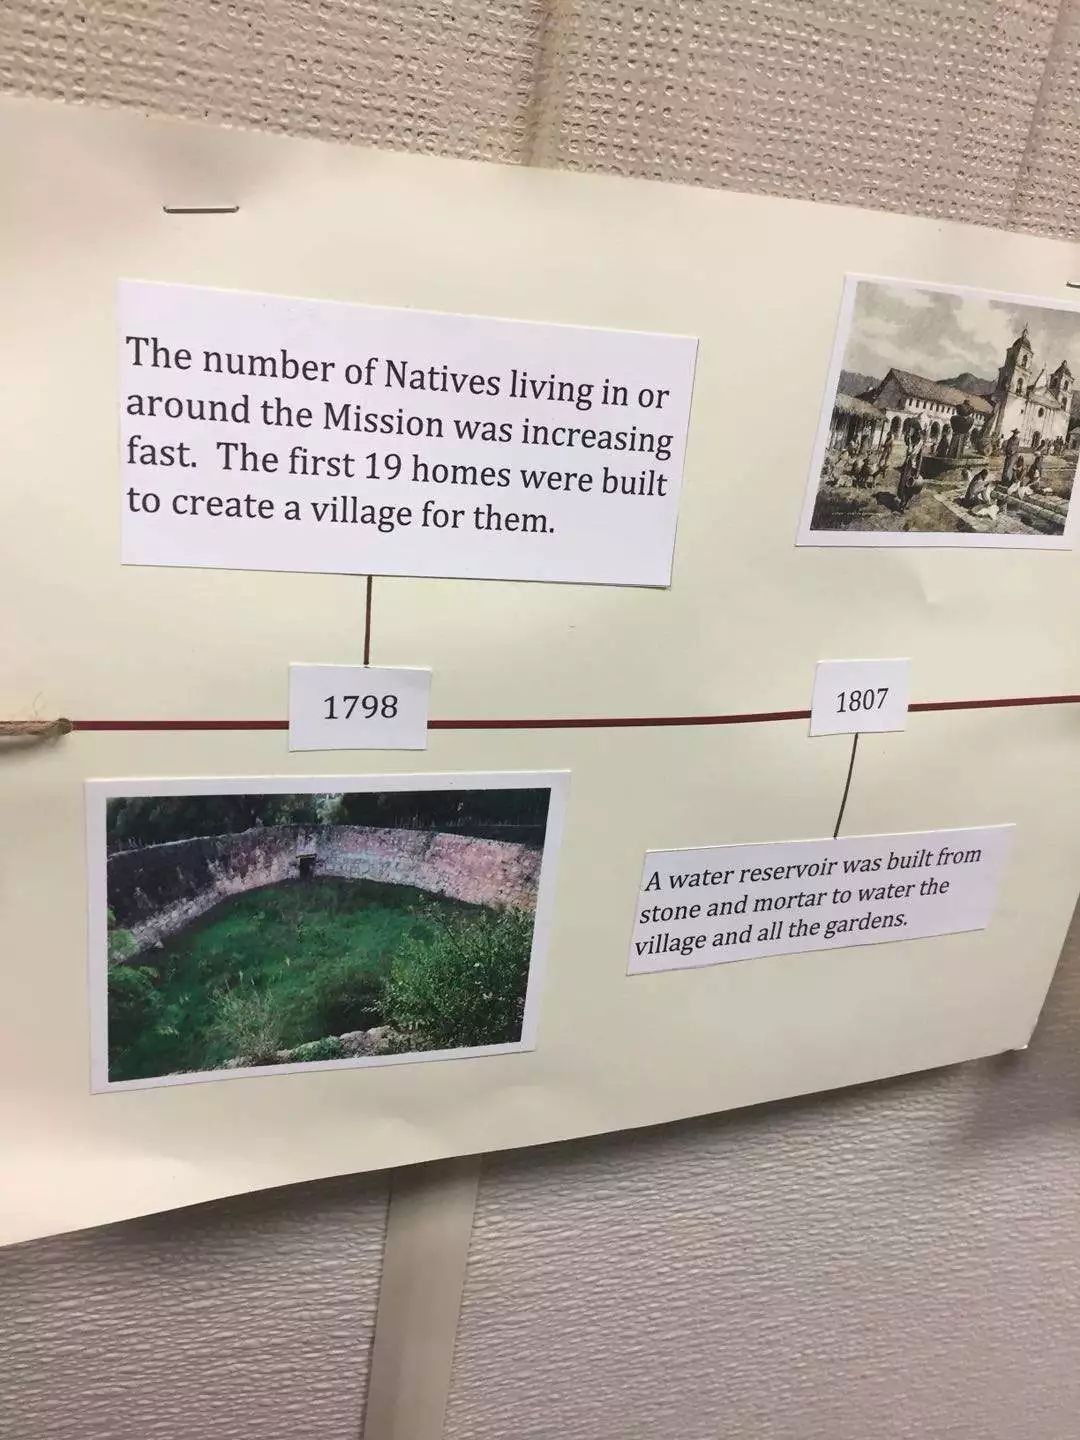 The number of Natives living in or
around the Mission was increasing
fast. The first 19 homes were built
to create a village for them.
1798
1807
A water reservoir was built from
stone and mortar to water the
village and all the gardens.